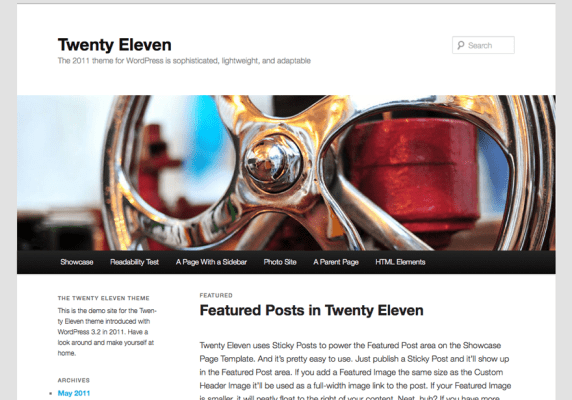 Twenty Eleven
The 2011 theme for WordPress is sophisticated, lightweight, and adaptable
Search
Showcase
Readability Test
A Page With a Sidebar
Photo Site
A Parent Page
HTML Elements
THE TWENTY ELEVEN THEME
This is the demo site for the Twen-
ty Eleven theme introduced with
WordPress 3.2 in 2011. Have a
look around and make yourself at
home.
ARCHIVES
May 2011
FEATURED
Featured Posts in Twenty Eleven
Twenty Eleven uses Sticky Posts to power the Featured Post area on the Showcase
Page Template. And it's pretty easy to use. Just publish a Sticky Post and it'll show up
in the Featured Post area. If you add a Featured Image the same size as the Custom
Header Image it'll be used as a full-width image link to the post. If your Featured Image
is smaller, it will neatly float to the right of your content. Neat, huh? If you have more